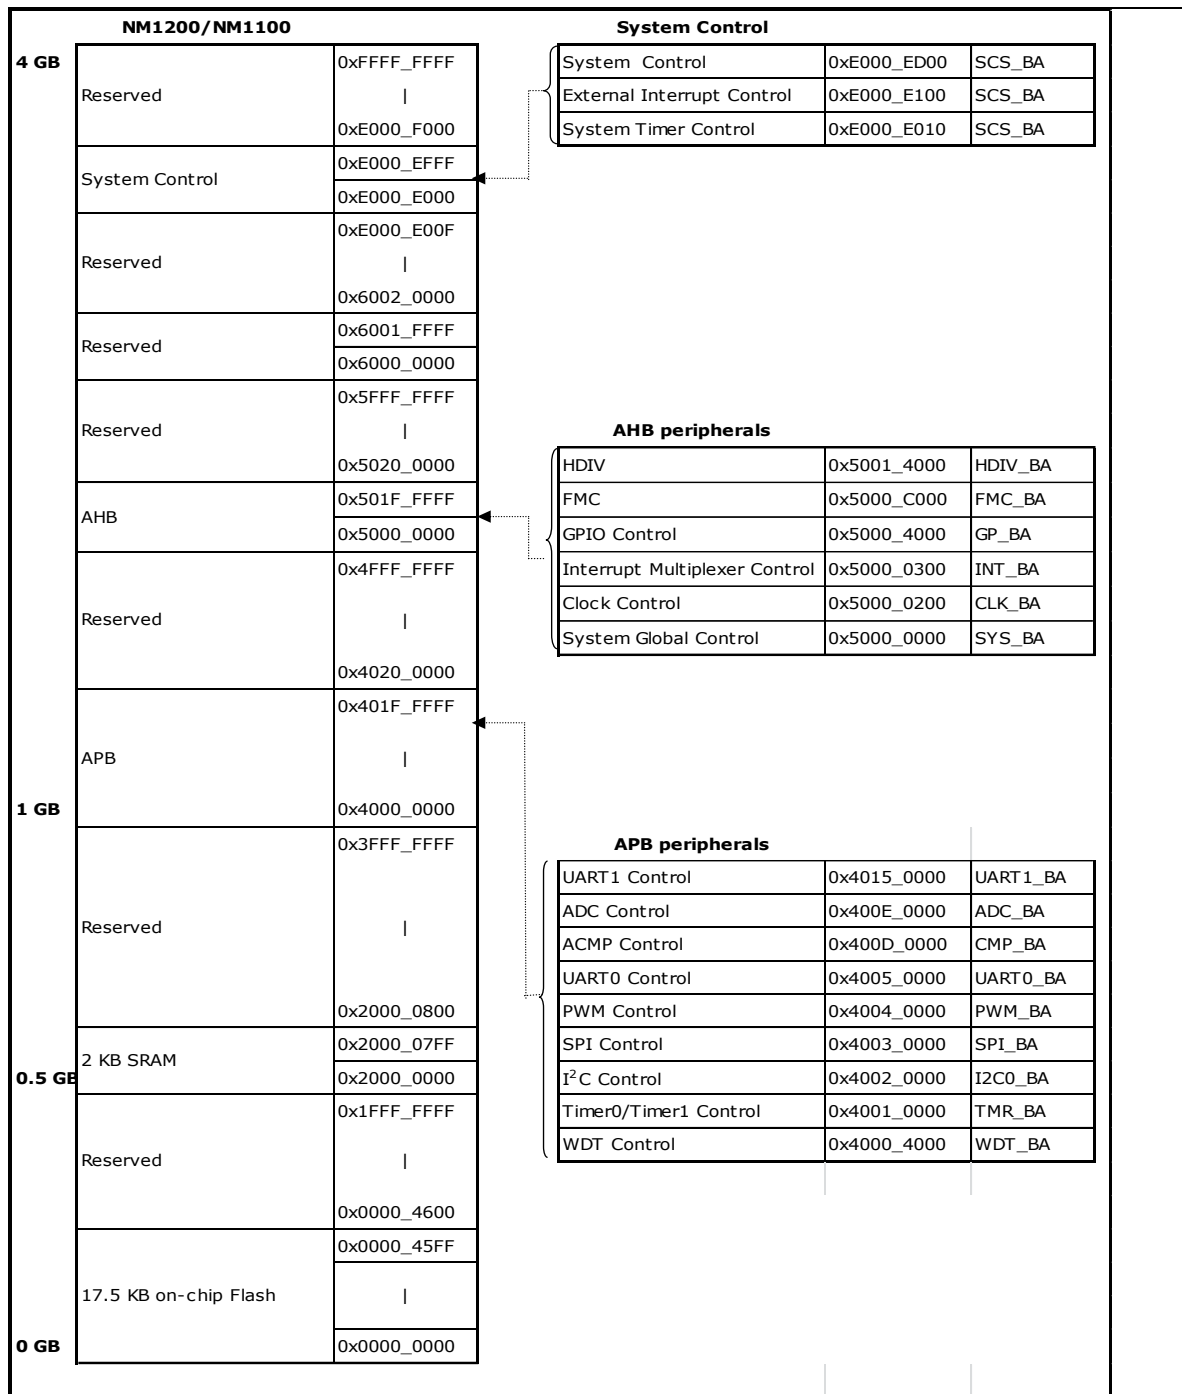 NM1200/NM1100 System Control
4 GB 0xFFFF_FFFF System Control 0xE000_ED00 SCS_BA
Reserved | External Interrupt Control 0xE000_E100 SCS_BA
0xE000_F000 System Timer Control 0xE000_E010 SCS_BA
0xE000_EFFF
System Control
0xE000_E000
0xE000_E00F
Reserved |
0x6002_0000
0x6001_FFFF
Reserved
0x6000_0000
0x5FFF_FFFF
Reserved | AHB peripherals
0x5020_0000 HDIV 0x5001_4000 HDIV_BA
0x501F_FFFF FMC 0x5000_C000 FMC_BA
AHB
0x5000_0000 GPIO Control 0x5000_4000 GP_BA
0x4FFF_FFFF Interrupt Multiplexer Control 0x5000_0300 INT_BA
Reserved | Clock Control 0x5000_0200 CLK_BA
System Global Control 0x5000_0000 SYS_BA
0x4020_0000
0x401F_FFFF
APB |
1 GB 0x4000_0000
0x3FFF_FFFF APB peripherals
UART1 Control 0x4015_0000 UART1_BA
ADC Control 0x400E_0000 ADC_BA
Reserved | ACMP Control 0x400D_0000 CMP_BA
UART0 Control 0x4005_0000 UART0_BA
0x2000_0800 PWM Control 0x4004_0000 PWM_BA
0x2000_07FF SPI Control 0x4003_0000 SPI_BA
2 KB SRAM
0.5 GB 0x2000_0000 I²C Control 0x4002_0000 I2C0_BA
0x1FFF_FFFF Timer0/Timer1 Control 0x4001_0000 TMR_BA
Reserved | WDT Control 0x4000_4000 WDT_BA
0x0000_4600
0x0000_45FF
17.5 KB on-chip Flash |
0 GB 0x0000_0000